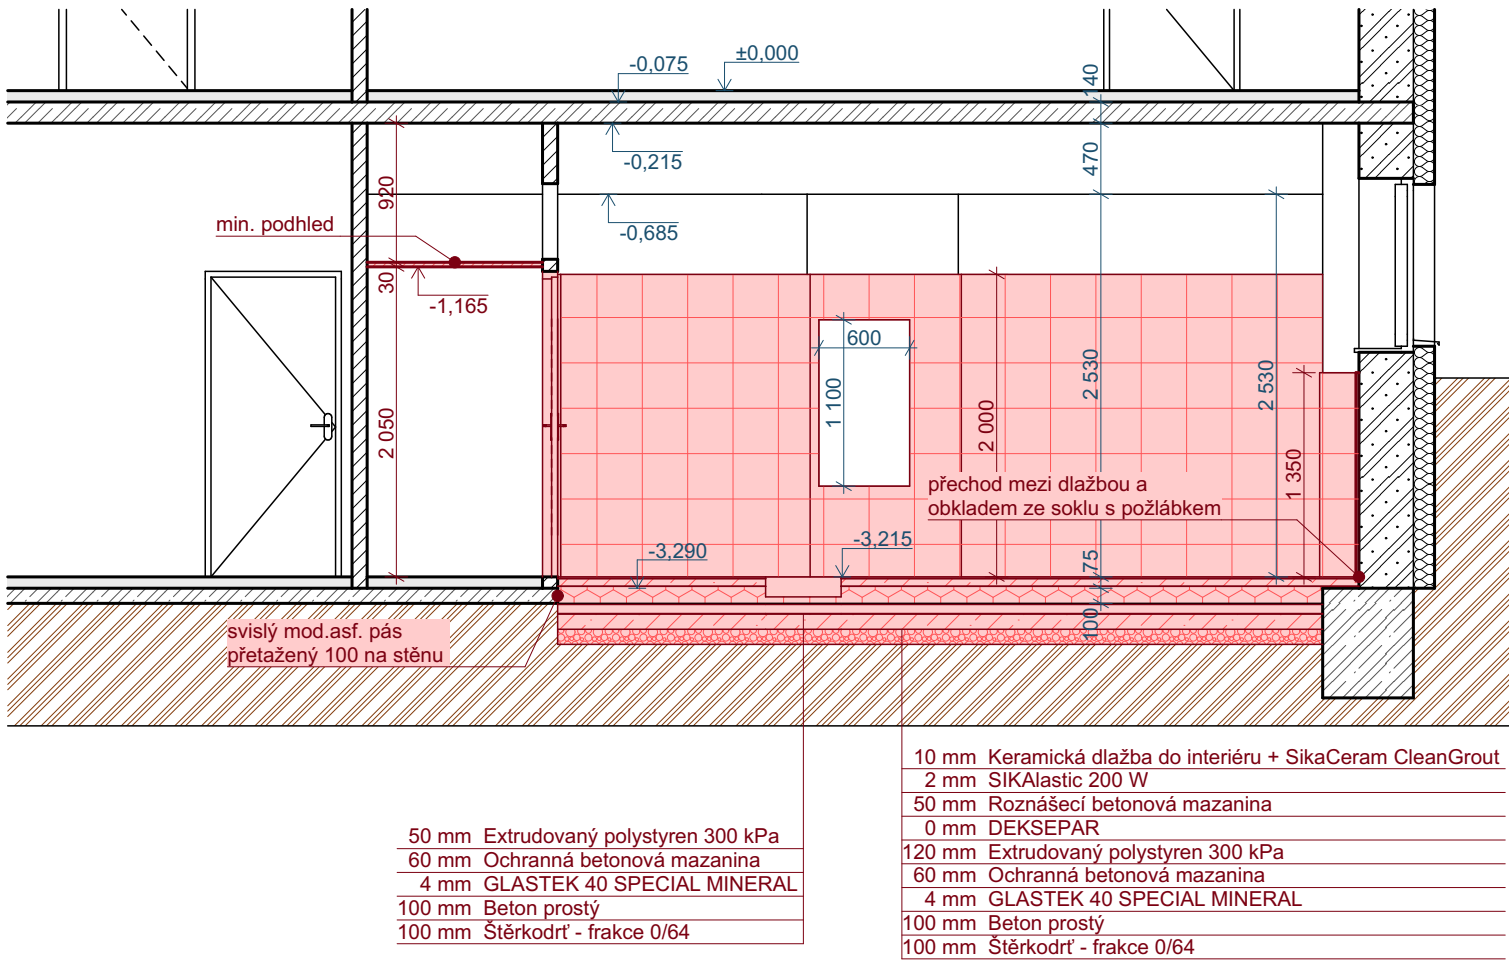 ±0,000
-0,075
140
-0,215
470
920
min. podhled
-0,685
30
-1,165
600
1 100
2 050
2 000
2 530
2 530
1 350
přechod mezi dlažbou a
obkladem ze soklu s požlábkem
-3,290
-3,215
75
100
svislý mod.asf. pás
přetažený 100 na stěnu
50 mm Extrudovaný polystyren 300 kPa
60 mm Ochranná betonová mazanina
4 mm GLASTEK 40 SPECIAL MINERAL
100 mm Beton prostý
100 mm Štěrkodrť - frakce 0/64
10 mm Keramická dlažba do interiéru + SikaCeram CleanGrout
2 mm SIKAlastic 200 W
50 mm Roznášecí betonová mazanina
0 mm DEKSEPAR
120 mm Extrudovaný polystyren 300 kPa
60 mm Ochranná betonová mazanina
4 mm GLASTEK 40 SPECIAL MINERAL
100 mm Beton prostý
100 mm Štěrkodrť - frakce 0/64